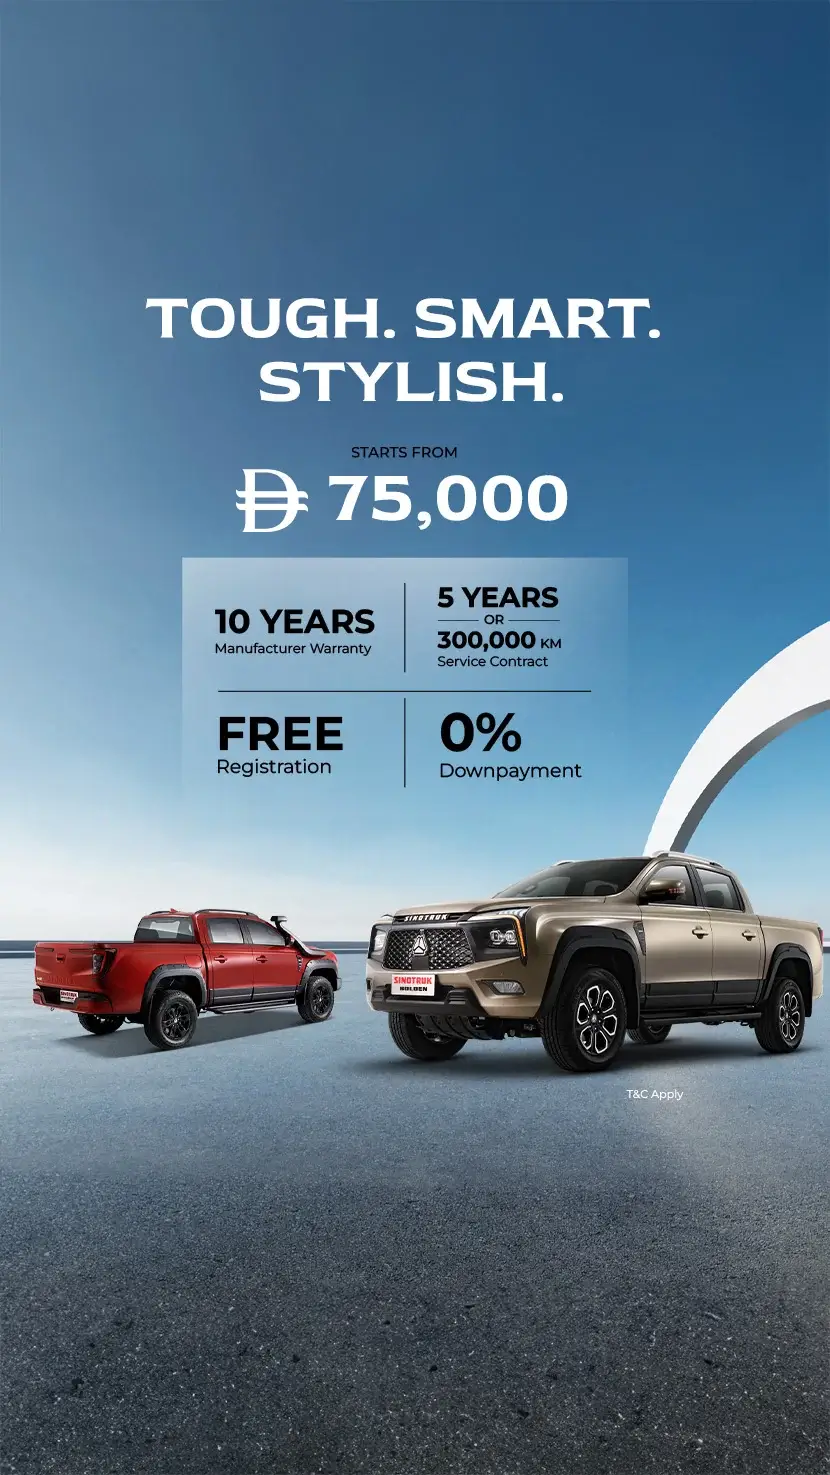 TOUGH. SMART.
STYLISH.
STARTS FROM
75,000
10 YEARS
Manufacturer Warranty
5 YEARS
OR
300,000 KM
Service Contract
FREE
Registration
0%
Downpayment
SINOTRUK
SINOTRUK
HOLDEN
SINOTRUK
T&C Apply